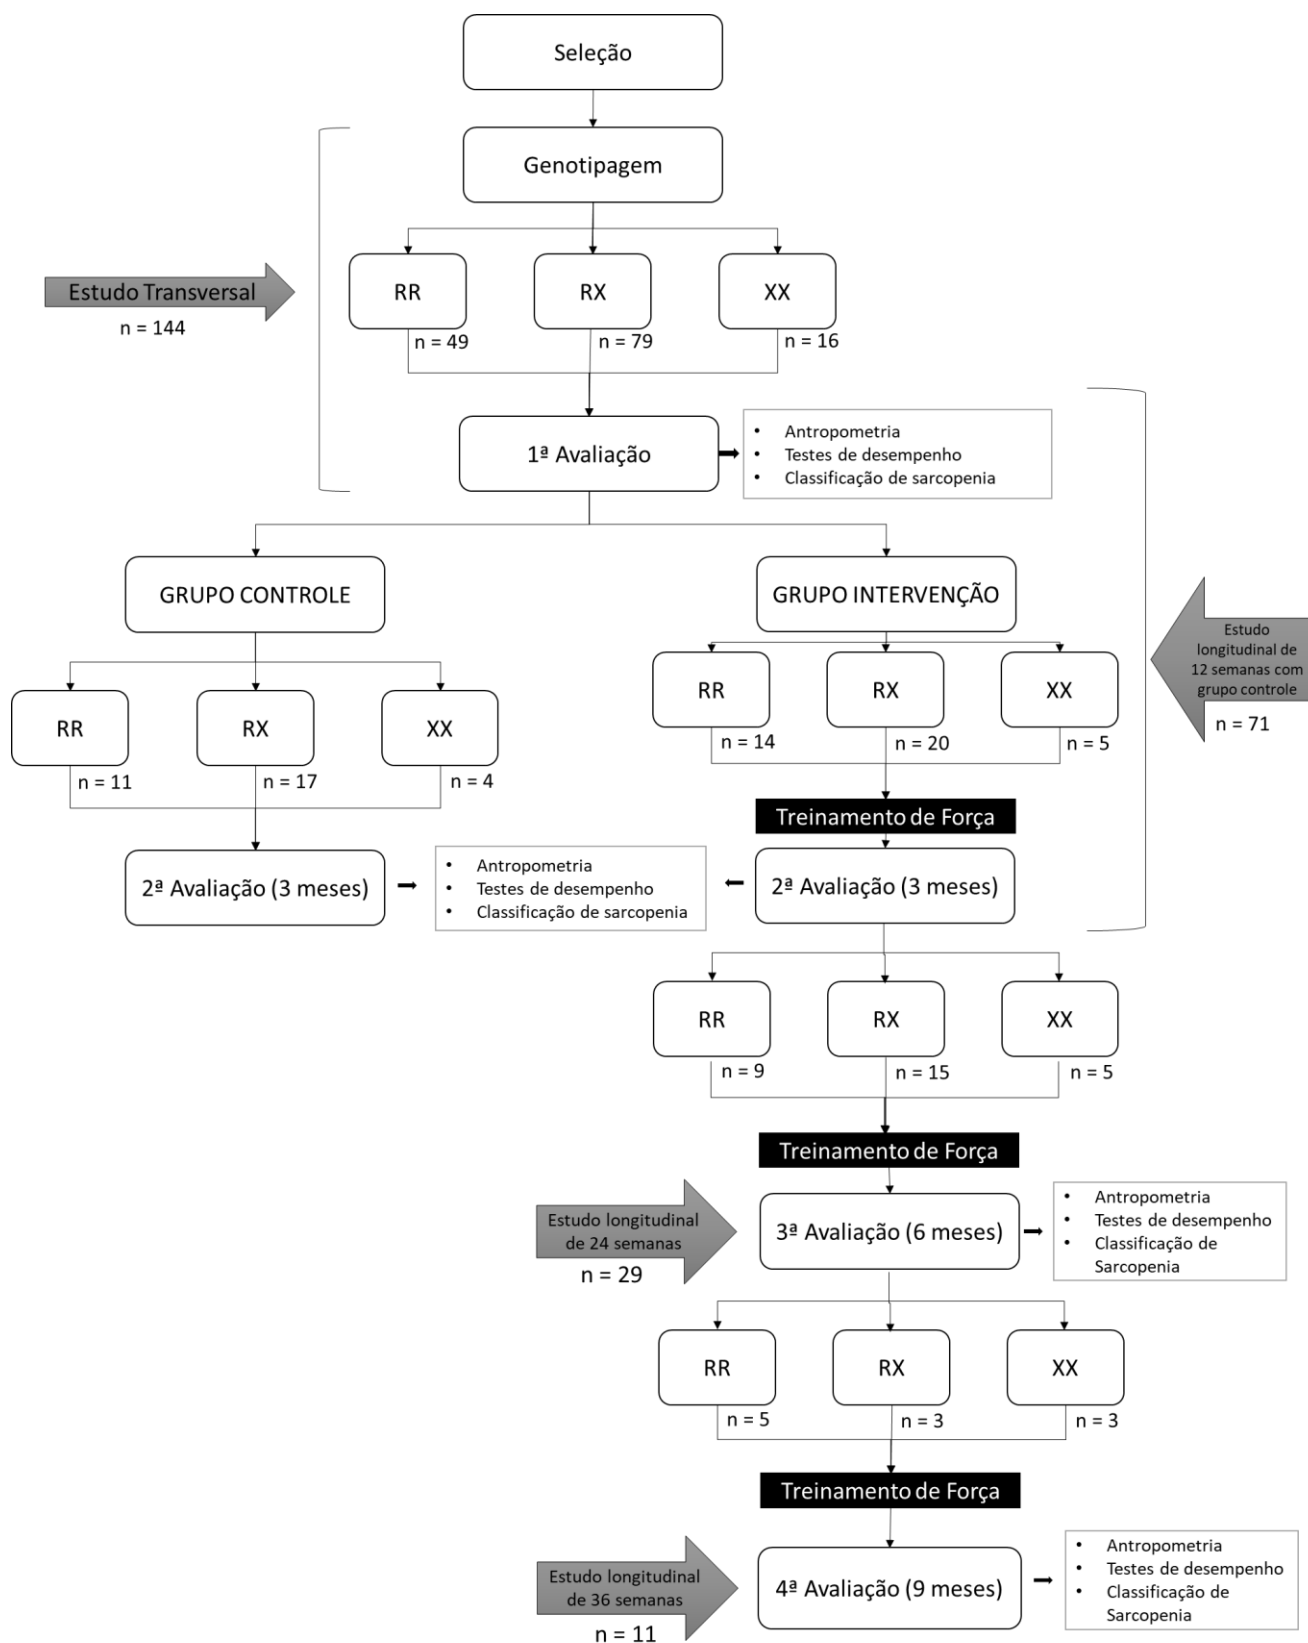 Seleção
Genotipagem
Estudo Transversal
n = 144
RR
RX
XX
n = 49
n = 79
n = 16
1ª Avaliação
• Antropometria
• Testes de desempenho
• Classificação de sarcopenia
GRUPO CONTROLE
GRUPO INTERVENÇÃO
Estudo
longitudinal de
12 semanas com
grupo controle
n = 71
RR
RX
XX
n = 11
n = 17
n = 4
RR
RX
XX
n = 14
n = 20
n = 5
Treinamento de Força
2ª Avaliação (3 meses)
• Antropometria
• Testes de desempenho
• Classificação de sarcopenia
2ª Avaliação (3 meses)
RR
RX
XX
n = 9
n = 15
n = 5
Treinamento de Força
Estudo longitudinal
de 24 semanas
n = 29
3ª Avaliação (6 meses)
• Antropometria
• Testes de desempenho
• Classificação de
Sarcopenia
RR
RX
XX
n = 5
n = 3
n = 3
Treinamento de Força
Estudo longitudinal
de 36 semanas
n = 11
4ª Avaliação (9 meses)
• Antropometria
• Testes de desempenho
• Classificação de
Sarcopenia